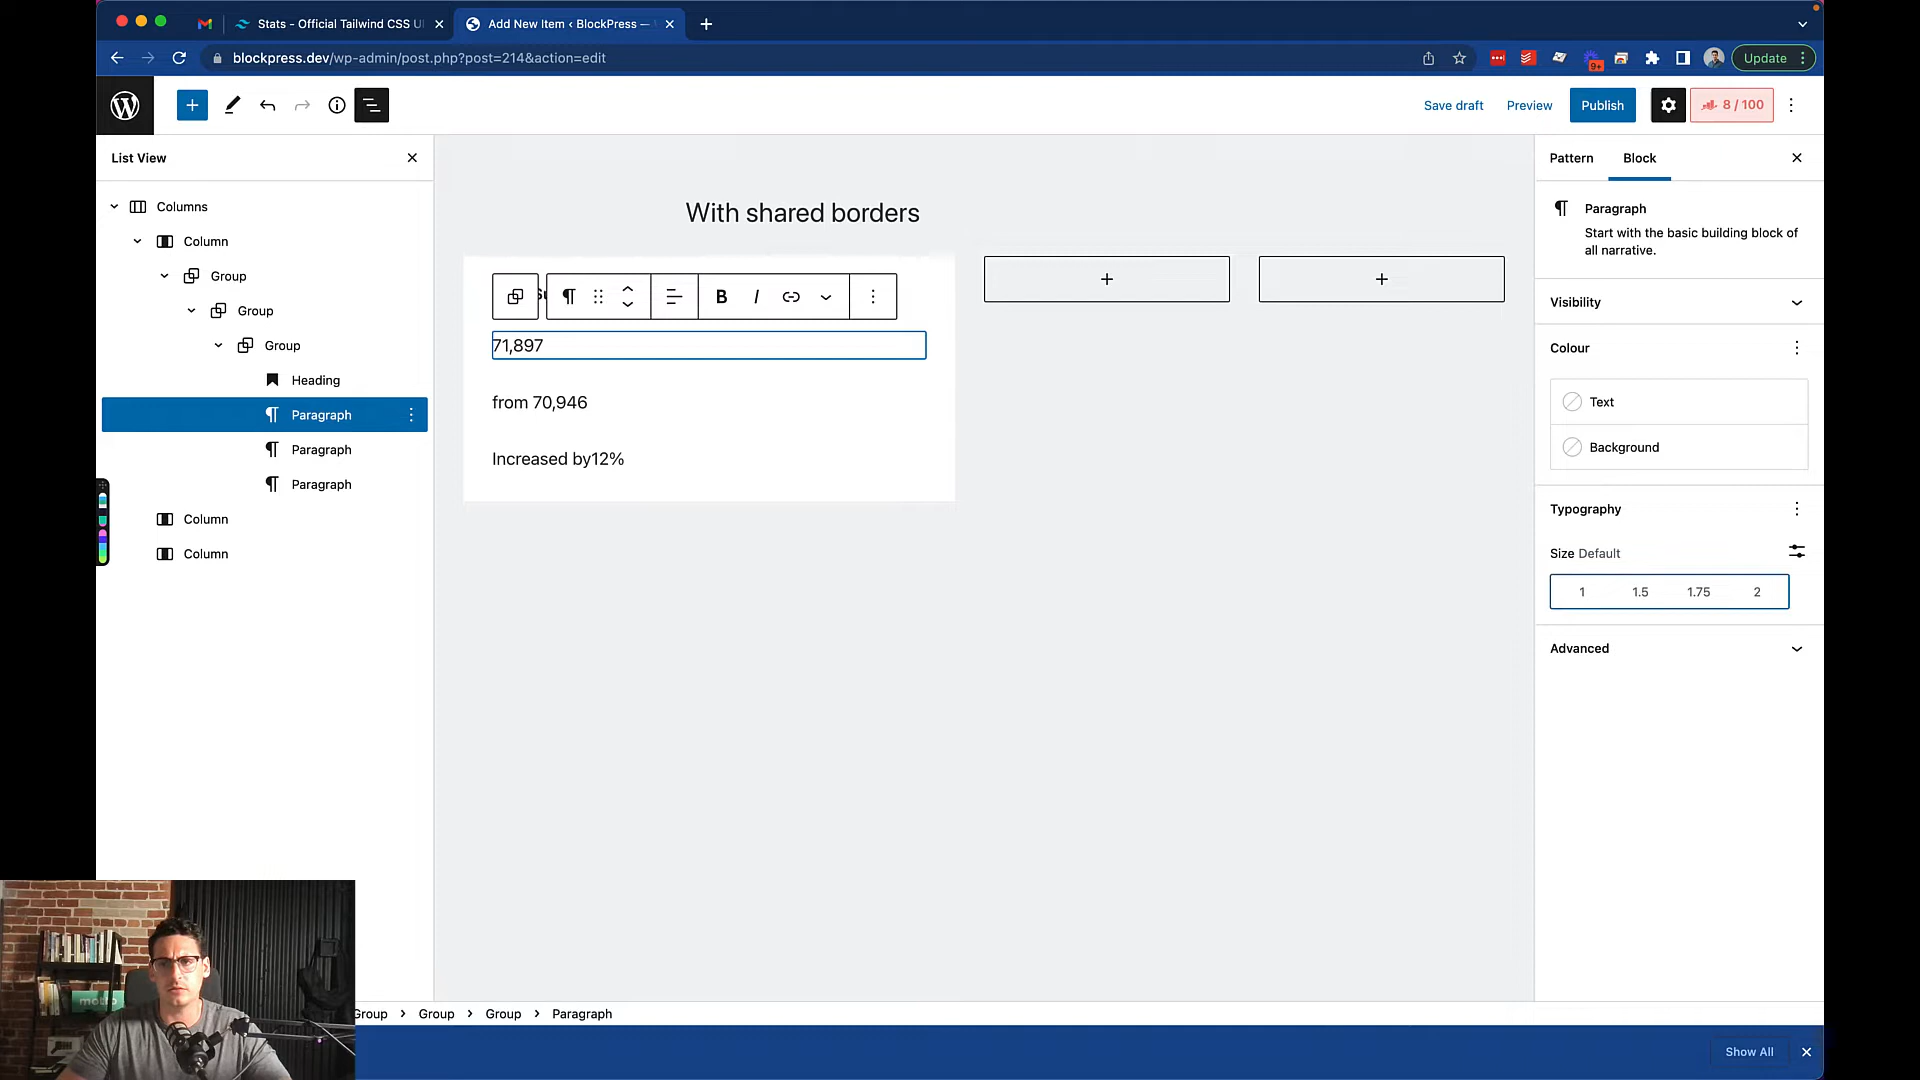 Stats - Official Tailwind CSS UI
Add New Item ‹ BlockPress —
blockpress.dev/wp-admin/post.php?post=214&action=edit
9+
Update
Save draft
Preview
Publish
8 / 100
List View
Pattern
Block
Columns
Column
Group
Group
Group
Heading
Paragraph
Paragraph
Paragraph
Column
Column
With shared borders
B
I
71,897
from 70,946
Increased by12%
Paragraph
Start with the basic building block of
all narrative.
Visibility
Colour
Text
Background
Typography
Size Default
1 1.5 1.75 2
Advanced
Group
Group
Group
Paragraph
Show All